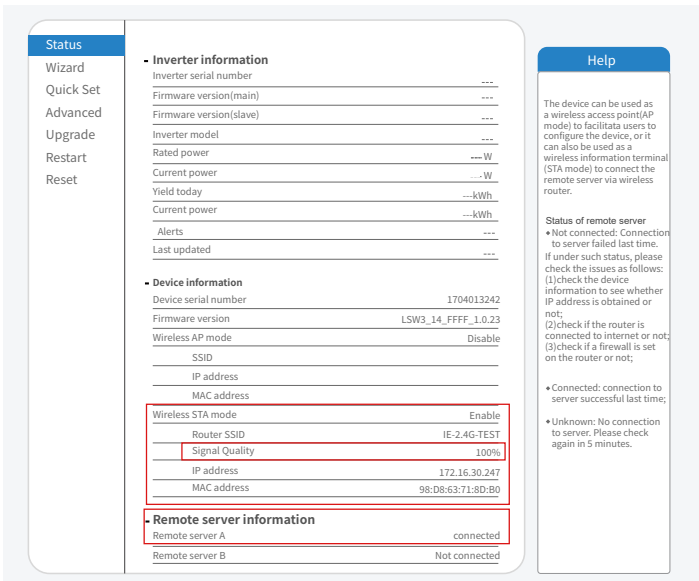 Status
Wizard
Quick Set
Advanced
Upgrade
Restart
Reset
- Inverter information
Inverter serial number ---
Firmware version(main) ---
Firmware version(slave) ---
Inverter model ---
Rated power --- W
Current power --- W
Yield today ---kWh
Current power ---kWh
Alerts ---
Last updated ---
- Device information
Device serial number 1704013242
Firmware version LSW3_14_FFFF_1.0.23
Wireless AP mode Disable
SSID
IP address
MAC address
Wireless STA mode Enable
Router SSID IE-2.4G-TEST
Signal Quality 100%
IP address 172.16.30.247
MAC address 98:D8:63:71:8D:B0
- Remote server information
Remote server A connected
Remote server B Not connected
Help
The device can be used as
a wireless access point(AP
mode) to facilitata users to
configure the device, or it
can also be used as a
wireless information terminal
(STA mode) to connect the
remote server via wireless
router.
Status of remote server
◆Not connected: Connection
to server failed last time.
If under such status, please
check the issues as follows:
(1)check the device
information to see whether
IP address is obtained or
not;
(2)check if the router is
connected to internet or not;
(3)check if a firewall is set
on the router or not;
◆Connected: connection to
server successful last time;
◆Unknown: No connection
to server. Please check
again in 5 minutes.